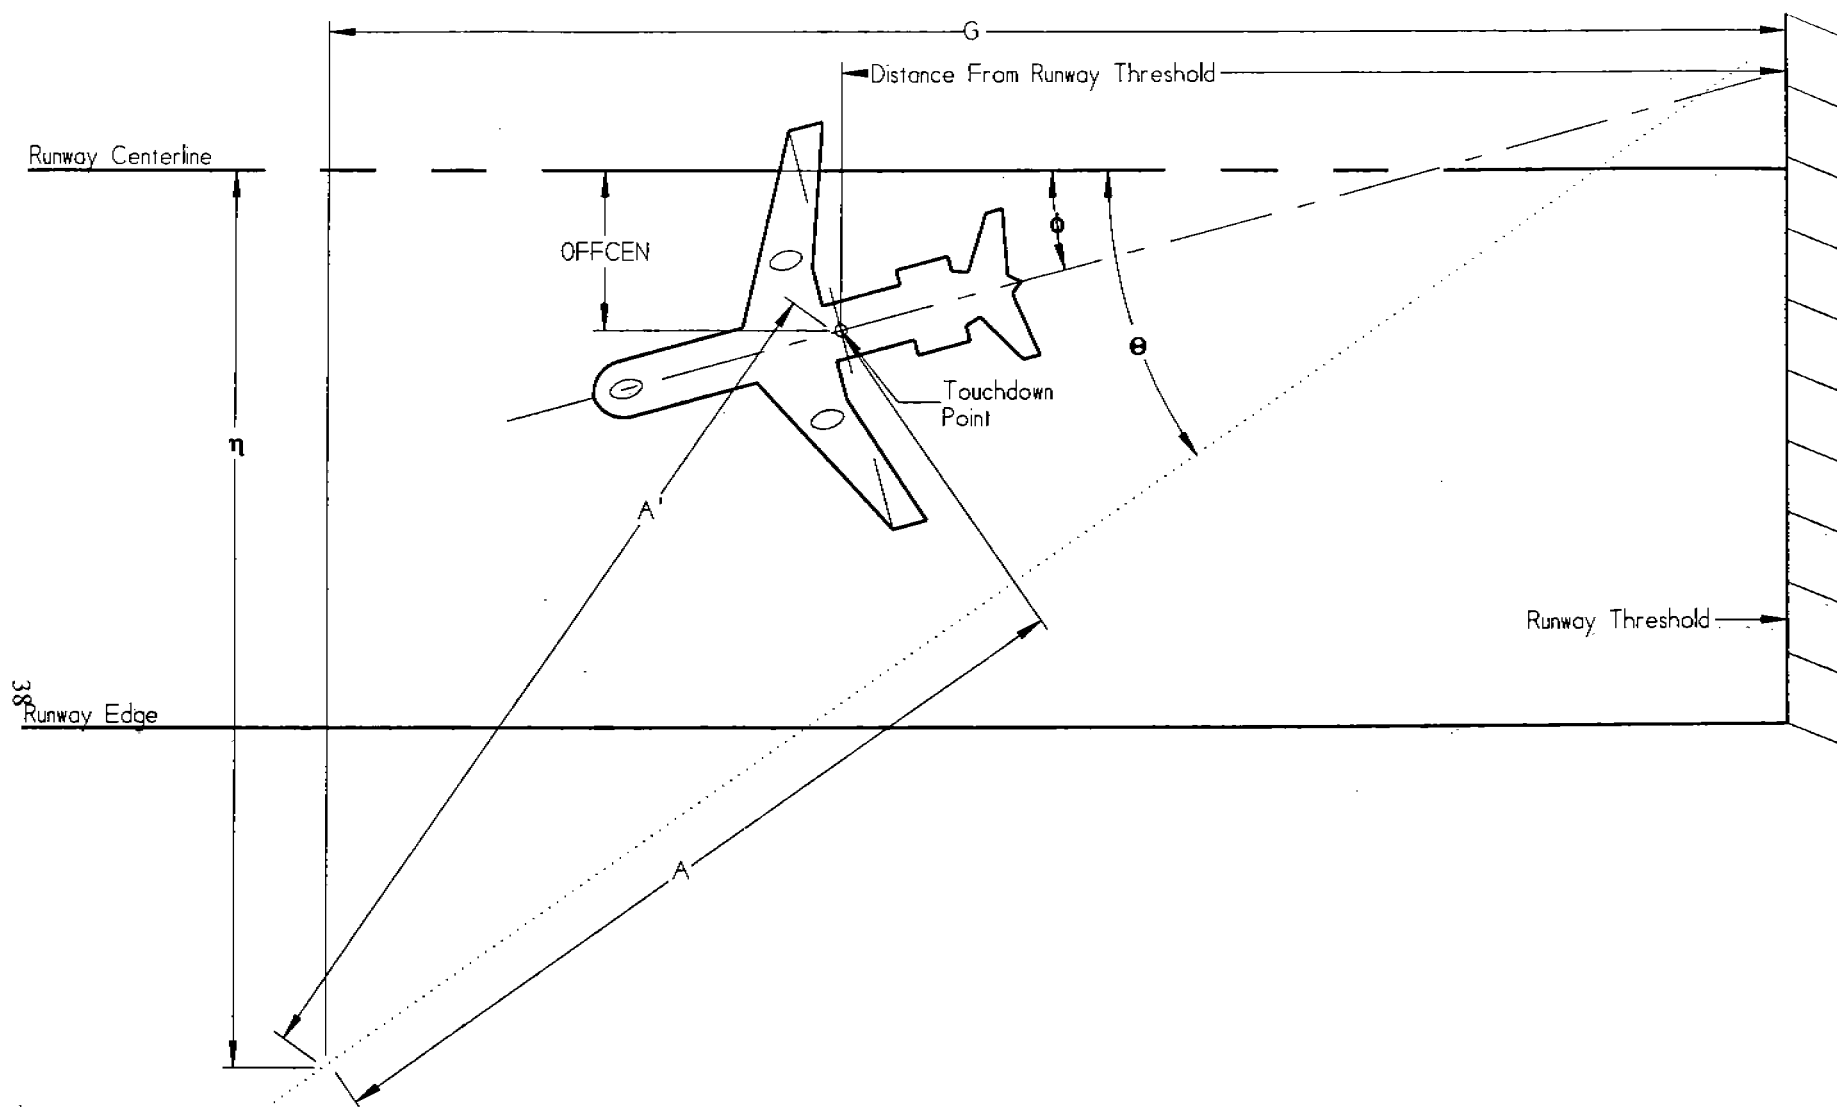 G
Distance From Runway Threshold
Runway Centerline
OFFCEN
Φ
Θ
Touchdown
Point
η
A'
Runway Threshold
38
Runway Edge
A